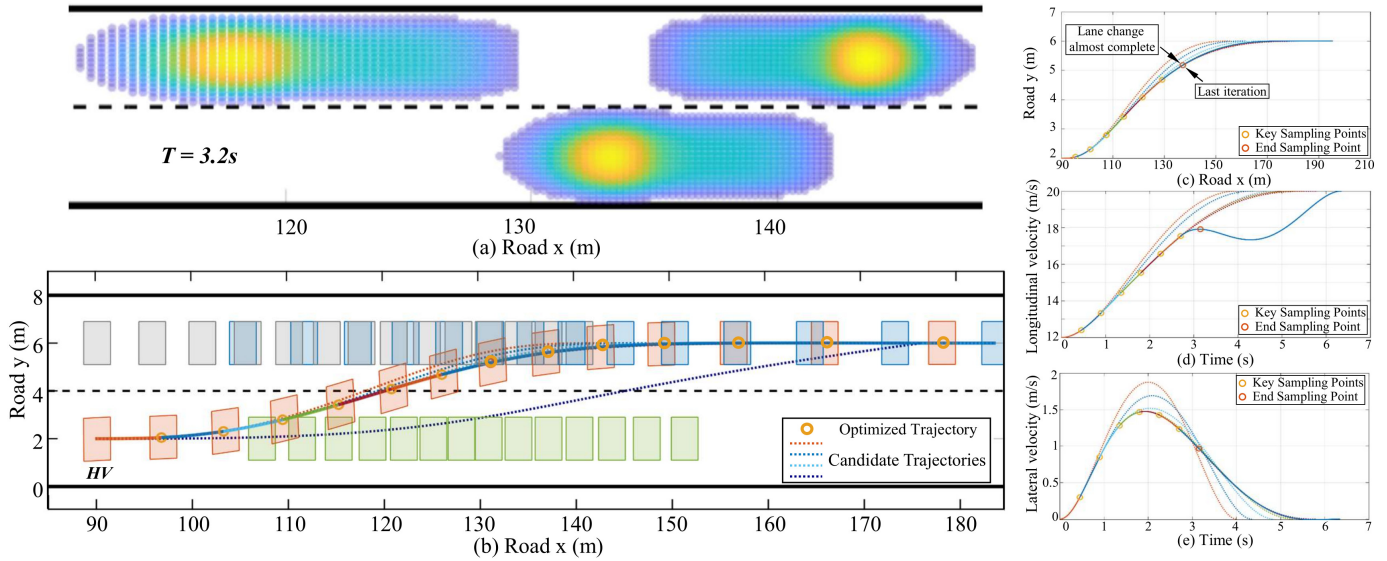 T = 3.2s
120
130
140
(a) Road x (m)
Road y (m)
8
6
4
2
0
HV
Optimized Trajectory
Candidate Trajectories
90
100
110
120
130
140
150
160
170
180
(b) Road x (m)
Road y (m)
7
6
5
4
3
2
Lane change
almost complete
Last iteration
Key Sampling Points
End Sampling Point
90
110
130
150
170
190
210
(c) Road x (m)
Longitudinal velocity (m/s)
20
18
16
14
12
Key Sampling Points
End Sampling Point
0
1
2
3
4
5
6
7
(d) Time (s)
Lateral velocity (m/s)
2
1.5
1
0.5
0
Key Sampling Points
End Sampling Point
0
1
2
3
4
5
6
7
(e) Time (s)